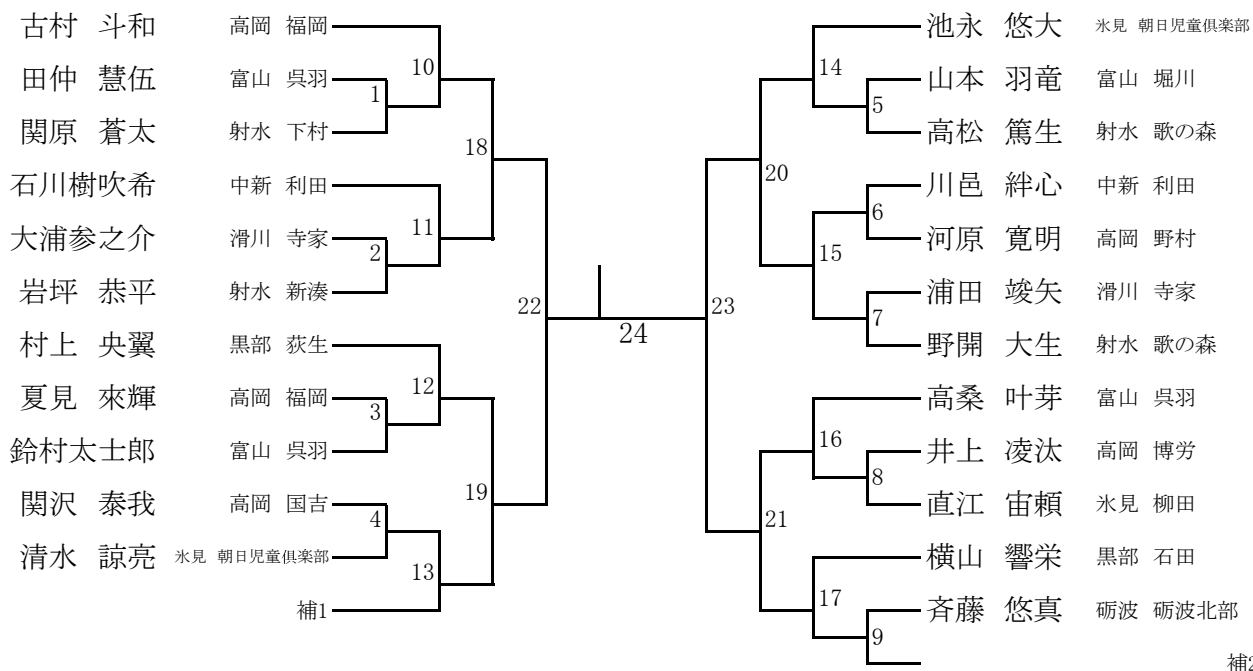 古村 斗和 高岡 福岡
田仲 慧伍 富山 呉羽
関原 蒼太 射水 下村
石川樹吹希 中新 利田
大浦参之介 滑川 寺家
岩坪 恭平 射水 新湊
村上 央翼 黒部 荻生
夏見 來輝 高岡 福岡
鈴村太士郎 富山 呉羽
関沢 泰我 高岡 国吉
清水 諒亮 氷見 朝日児童倶楽部
補1
1
2
3
4
10
11
12
13
18
19
22
24
23
20
21
14
15
16
17
5
6
7
8
9
池永 悠大 氷見 朝日児童倶楽部
山本 羽竜 富山 堀川
高松 篤生 射水 歌の森
川邑 絆心 中新 利田
河原 寛明 高岡 野村
浦田 竣矢 滑川 寺家
野開 大生 射水 歌の森
高桑 叶芽 富山 呉羽
井上 凌汰 高岡 博労
直江 宙頼 氷見 柳田
横山 響栄 黒部 石田
斉藤 悠真 砺波 砺波北部
補2